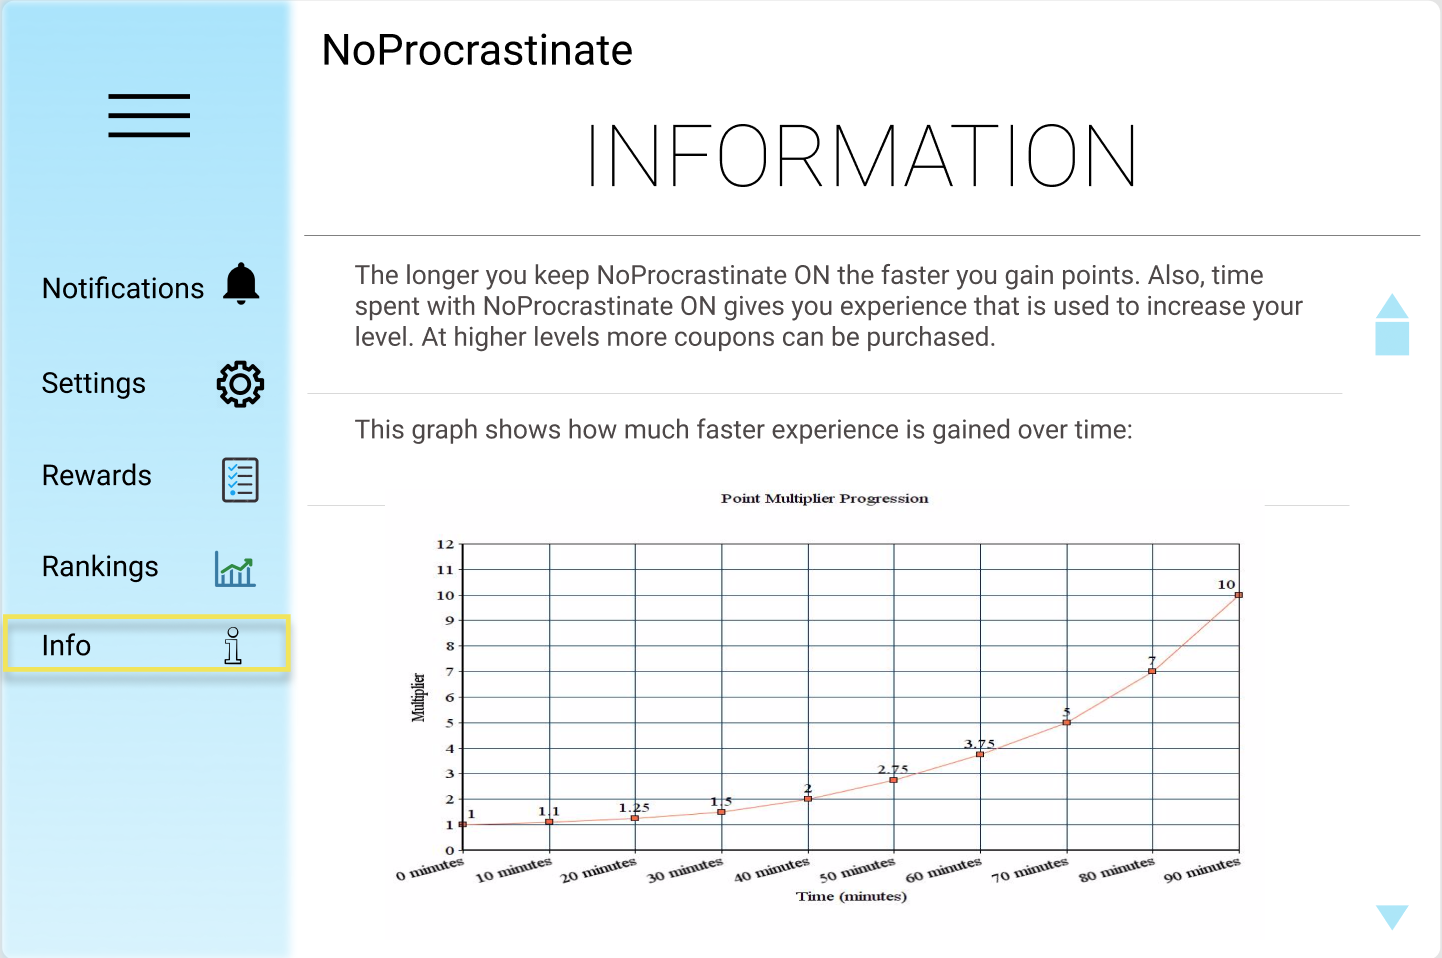 NoProcrastinate
INFORMATION
Notifications
Settings
Rewards
Rankings
Info
The longer you keep NoProcrastinate ON the faster you gain points. Also, time
spent with NoProcrastinate ON gives you experience that is used to increase your
level. At higher levels more coupons can be purchased.
This graph shows how much faster experience is gained over time:
Point Multiplier Progression
Multiplier
12
11
10
9
8
7
6
5
4
3
2
1
0
1
1.1
1.25
1.5
2
2.75
3.75
5
7
10
0 minutes
10 minutes
20 minutes
30 minutes
40 minutes
50 minutes
60 minutes
70 minutes
80 minutes
90 minutes
Time (minutes)